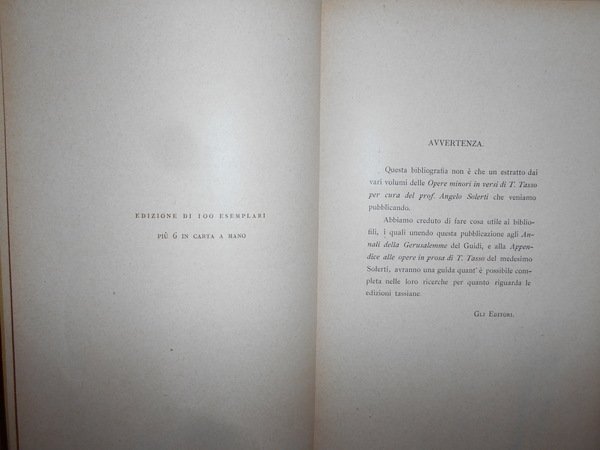 EDIZIONE DI 100 ESEMPLARI
PIÙ 6 IN CARTA A MANO
AVVERTENZA.
Questa bibliografia non è che un estratto dai
vari volumi delle Opere minori in versi di T. Tasso
per cura del prof. Angelo Solerti che veniamo
pubblicando.
Abbiamo creduto di fare cosa utile ai biblio-
fili, i quali unendo questa pubblicazione agli An-
nali della Gerusalemme del Guidi, e alla Appen-
dice alle opere in prosa di T. Tasso del medesimo
Solerti, avranno una guida quant' è possibile com-
pleta nelle loro ricerche per quanto riguarda le
edizioni tassiane.
GLI EDITORI.